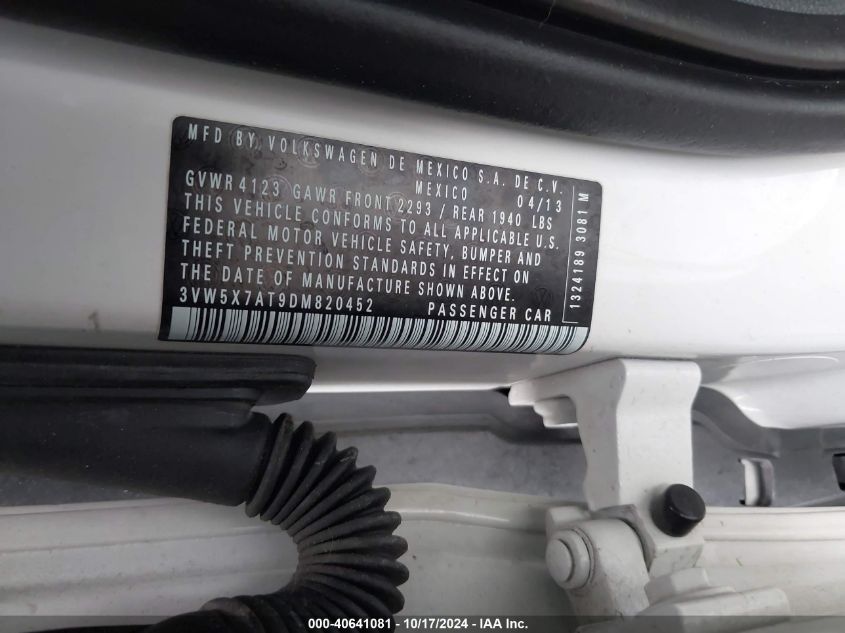 MFD BY VOLKSWAGEN DE MEXICO S.A. DE C.V.
MEXICO 04/13
GVWR 4123 GAWR FRONT 2293 / REAR 1940 LBS
THIS VEHICLE CONFORMS TO ALL APPLICABLE U.S.
FEDERAL MOTOR VEHICLE SAFETY, BUMPER AND
THEFT PREVENTION STANDARDS IN EFFECT ON
THE DATE OF MANUFACTURE SHOWN ABOVE.
3VW5X7AT9DM820452 PASSENGER CAR
1324189 3081 M
000-40641081 - 10/17/2024 - IAA Inc.